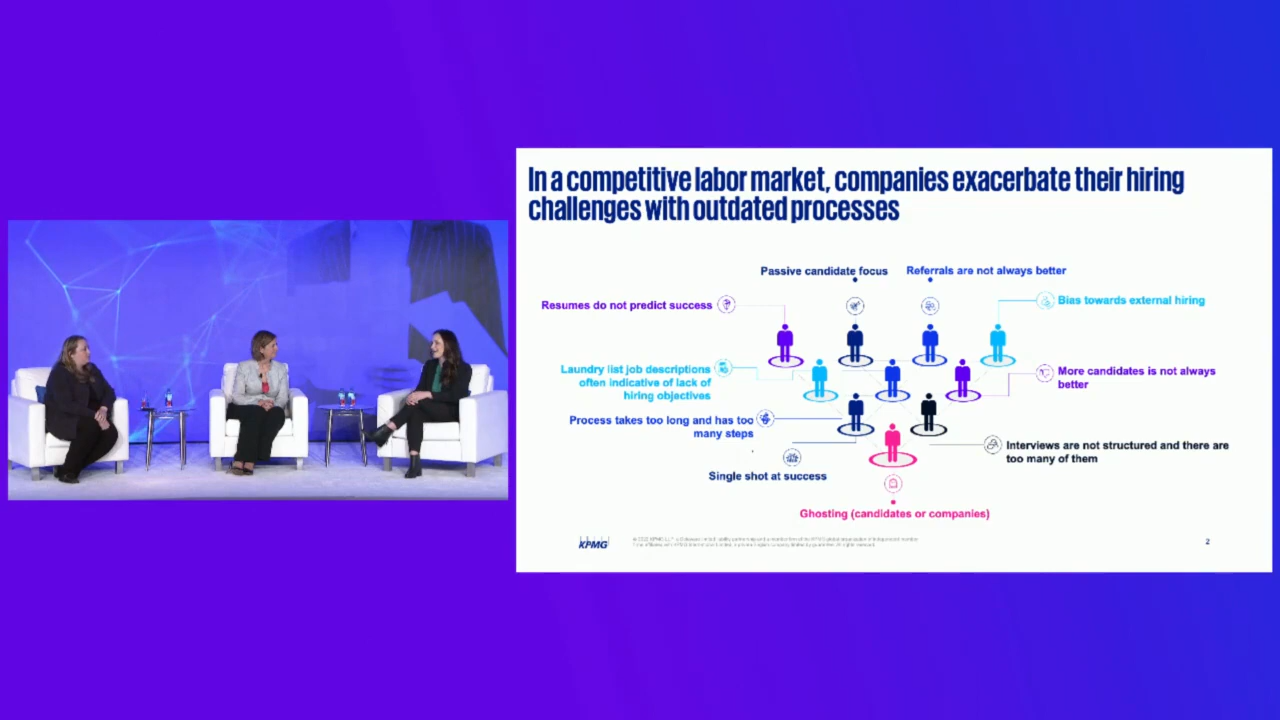 In a competitive labor market, companies exacerbate their hiring
challenges with outdated processes
Passive candidate focus
Referrals are not always better
Resumes do not predict success
Bias towards external hiring
Laundry list job descriptions
often indicative of lack of
hiring objectives
More candidates is not always
better
Process takes too long and has too
many steps
Interviews are not structured and there are
too many of them
Single shot at success
Ghosting (candidates or companies)
KPMG
2